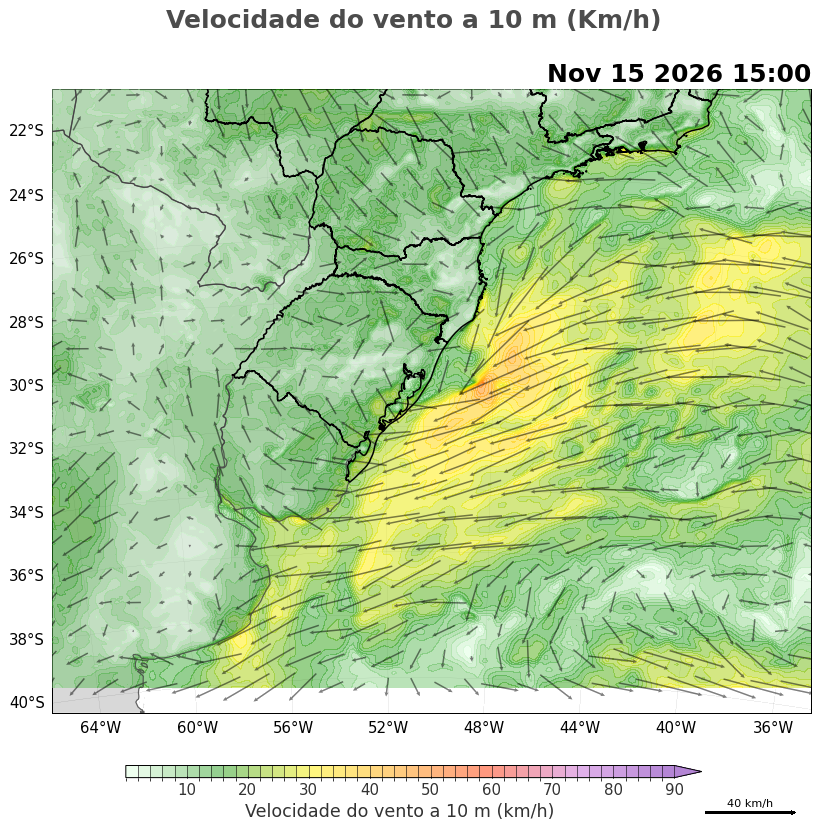 Velocidade do vento a 10 m (Km/h)
Nov 15 2026 15:00
22°S
24°S
26°S
28°S
30°S
32°S
34°S
36°S
38°S
40°S
64°W 60°W 56°W 52°W 48°W 44°W 40°W 36°W
10 20 30 40 50 60 70 80 90
Velocidade do vento a 10 m (km/h)
40 km/h